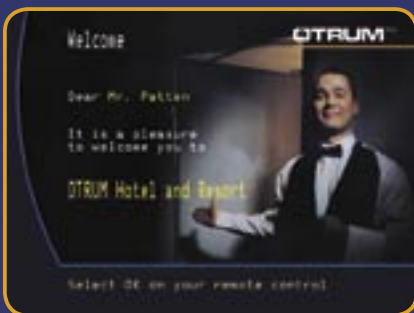 Welcome
OTRUM
Dear Mr. Patten
It is a pleasure
to welcome you to
OTRUM Hotel and Resort
Select OK on your remote control